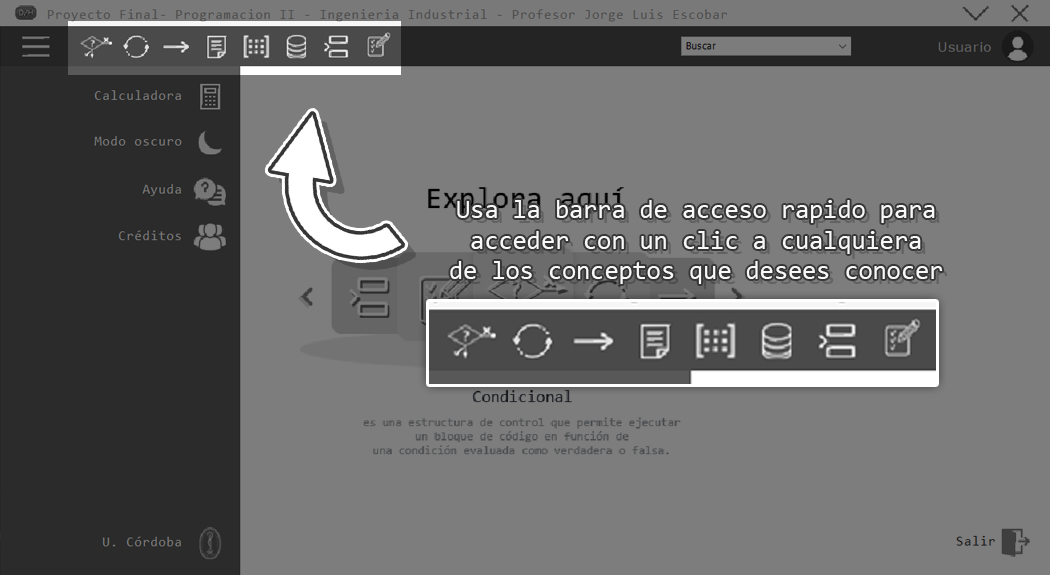 D/H Proyecto Final- Programacion II - Ingenieria Industrial - Profesor Jorge Luis Escobar
Buscar
Usuario
Calculadora
Modo oscuro
Ayuda
Créditos
Explora aquí
Usa la barra de acceso rapido para
acceder con un clic a cualquiera
de los conceptos que desees conocer
Condicional
es una estructura de control que permite ejecutar
un bloque de código en función de
una condición evaluada como verdadera o falsa.
U. Córdoba
Salir